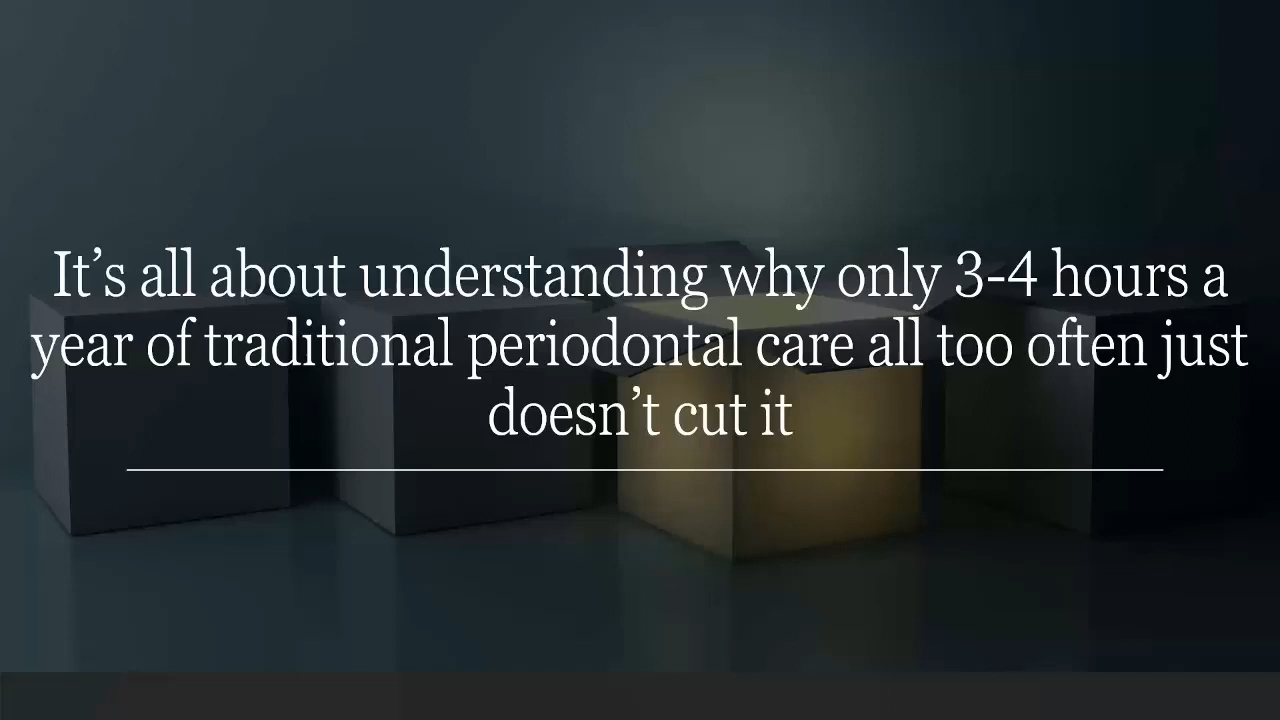 It’s all about understanding why only 3-4 hours a
year of traditional periodontal care all too often just
doesn’t cut it